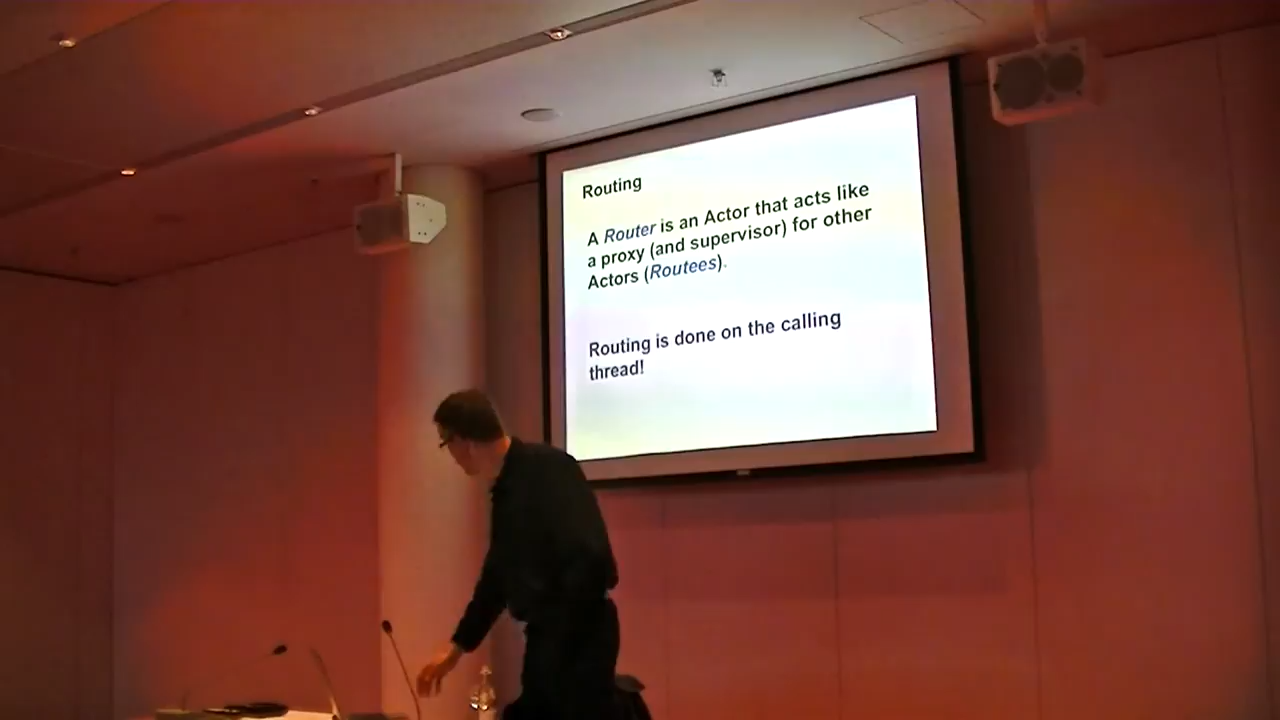 Routing
A Router is an Actor that acts like
a proxy (and supervisor) for other
Actors (Routees).
Routing is done on the calling
thread!